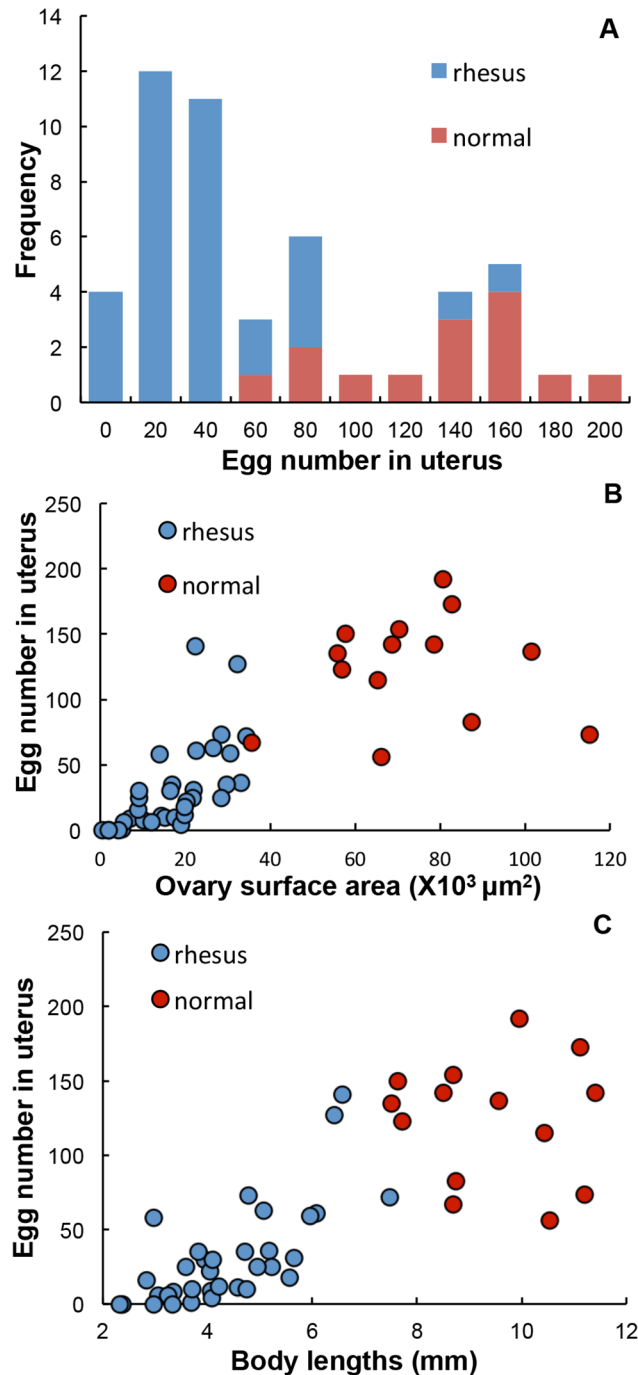 A
14
12
10
8
6
4
2
0
Frequency
rhesus
normal
0 20 40 60 80 100 120 140 160 180 200
Egg number in uterus
B
250
200
150
100
50
0
Egg number in uterus
rhesus
normal
0 20 40 60 80 100 120
Ovary surface area (X10³ µm²)
C
250
200
150
100
50
0
Egg number in uterus
rhesus
normal
2 4 6 8 10 12
Body lengths (mm)